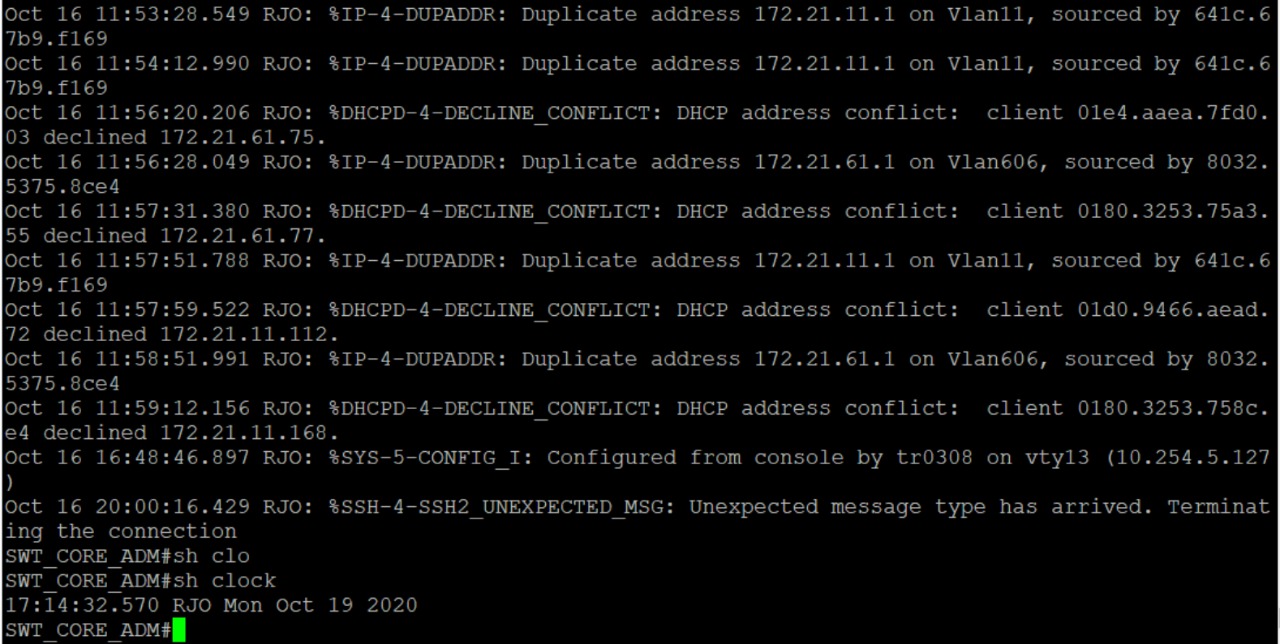 Oct 16 11:53:28.549 RJO: %IP-4-DUPADDR: Duplicate address 172.21.11.1 on Vlan11, sourced by 641c.6
7b9.f169
Oct 16 11:54:12.990 RJO: %IP-4-DUPADDR: Duplicate address 172.21.11.1 on Vlan11, sourced by 641c.6
7b9.f169
Oct 16 11:56:20.206 RJO: %DHCPD-4-DECLINE_CONFLICT: DHCP address conflict:  client 01e4.aaea.7fd0.
03 declined 172.21.61.75.
Oct 16 11:56:28.049 RJO: %IP-4-DUPADDR: Duplicate address 172.21.61.1 on Vlan606, sourced by 8032.
5375.8ce4
Oct 16 11:57:31.380 RJO: %DHCPD-4-DECLINE_CONFLICT: DHCP address conflict:  client 0180.3253.75a3.
55 declined 172.21.61.77.
Oct 16 11:57:51.788 RJO: %IP-4-DUPADDR: Duplicate address 172.21.11.1 on Vlan11, sourced by 641c.6
7b9.f169
Oct 16 11:57:59.522 RJO: %DHCPD-4-DECLINE_CONFLICT: DHCP address conflict:  client 01d0.9466.aead.
72 declined 172.21.11.112.
Oct 16 11:58:51.991 RJO: %IP-4-DUPADDR: Duplicate address 172.21.61.1 on Vlan606, sourced by 8032.
5375.8ce4
Oct 16 11:59:12.156 RJO: %DHCPD-4-DECLINE_CONFLICT: DHCP address conflict:  client 0180.3253.758c.
e4 declined 172.21.11.168.
Oct 16 16:48:46.897 RJO: %SYS-5-CONFIG_I: Configured from console by tr0308 on vty13 (10.254.5.127
)
Oct 16 20:00:16.429 RJO: %SSH-4-SSH2_UNEXPECTED_MSG: Unexpected message type has arrived. Terminat
ing the connection
SWT_CORE_ADM#sh clo
SWT_CORE_ADM#sh clock
17:14:32.570 RJO Mon Oct 19 2020
SWT_CORE_ADM#